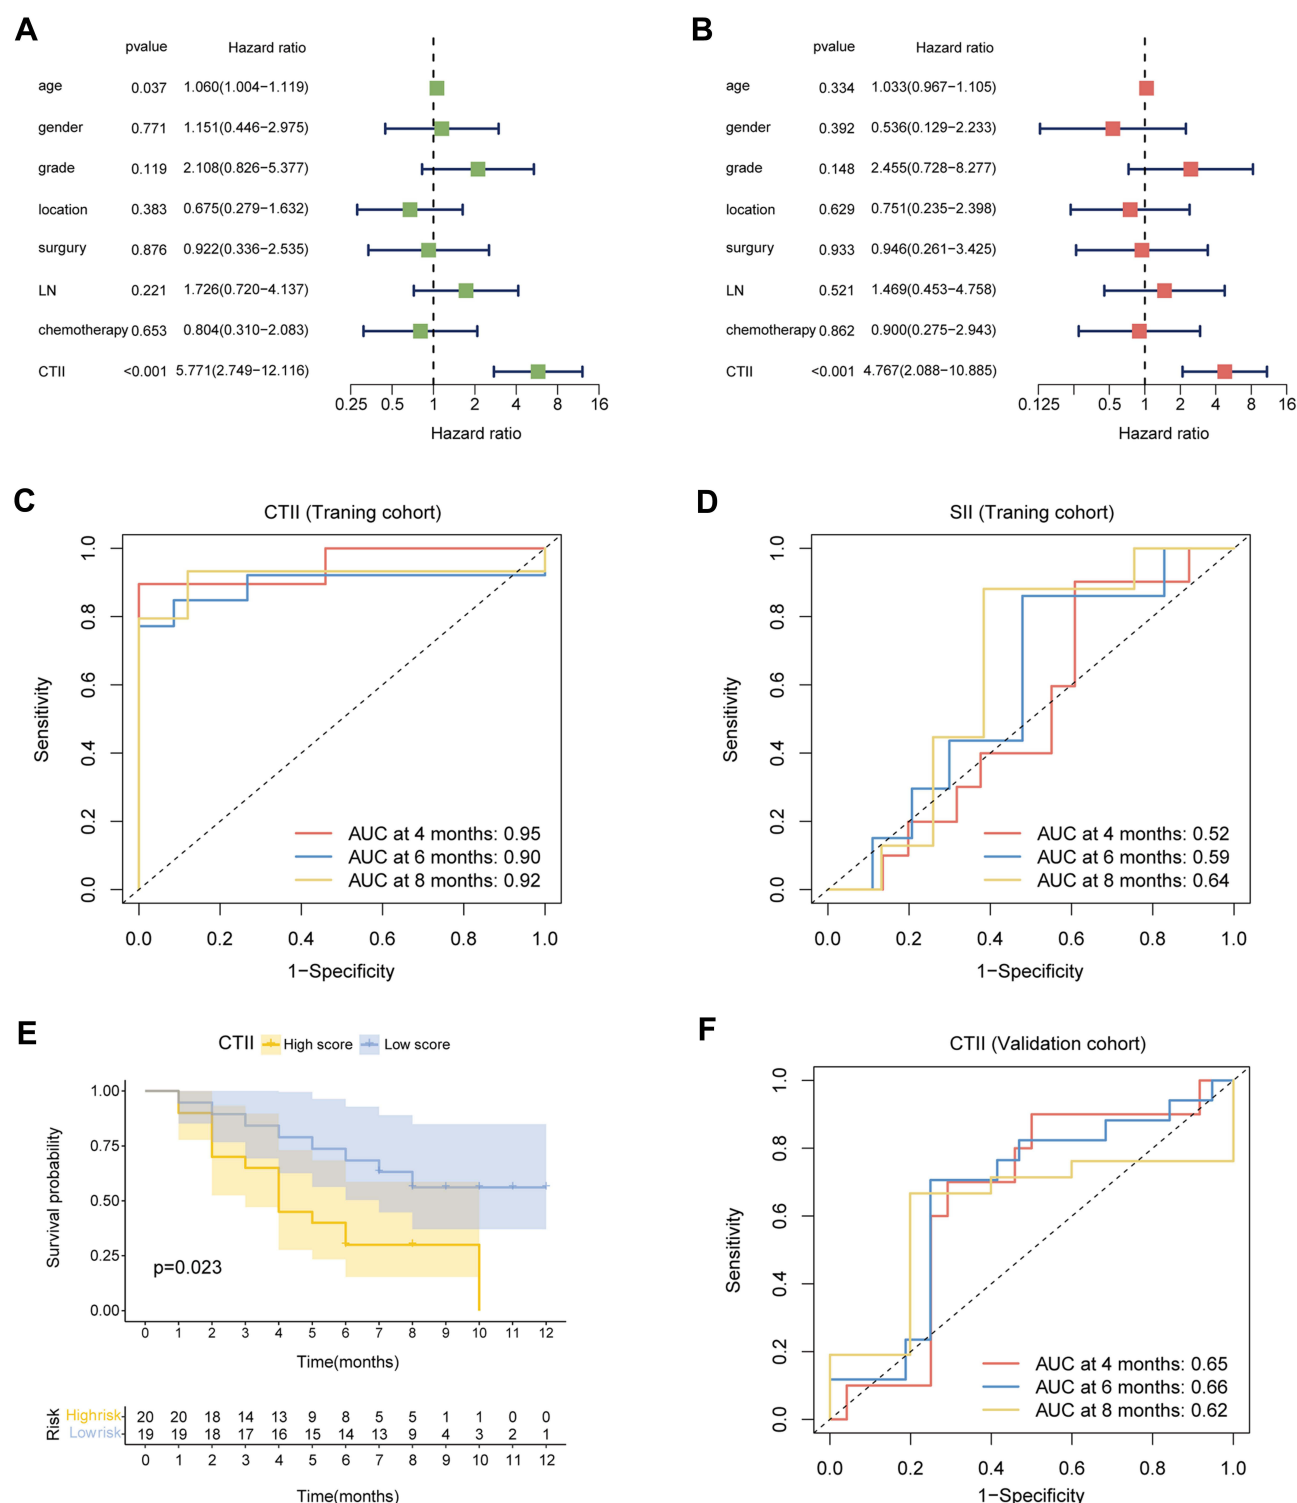 A
pvalue Hazard ratio
age 0.037 1.060(1.004−1.119)
gender 0.771 1.151(0.446−2.975)
grade 0.119 2.108(0.826−5.377)
location 0.383 0.675(0.279−1.632)
surgury 0.876 0.922(0.336−2.535)
LN 0.221 1.726(0.720−4.137)
chemotherapy 0.653 0.804(0.310−2.083)
CTII <0.001 5.771(2.749−12.116)
0.25 0.5 1 2 4 8 16
Hazard ratio
B
pvalue Hazard ratio
age 0.334 1.033(0.967−1.105)
gender 0.392 0.536(0.129−2.233)
grade 0.148 2.455(0.728−8.277)
location 0.629 0.751(0.235−2.398)
surgury 0.933 0.946(0.261−3.425)
LN 0.521 1.469(0.453−4.758)
chemotherapy 0.862 0.900(0.275−2.943)
CTII <0.001 4.767(2.088−10.885)
0.125 0.5 1 2 4 8 16
Hazard ratio
C
CTII (Traning cohort)
Sensitivity
1.0
0.8
0.6
0.4
0.2
0.0
AUC at 4 months: 0.95
AUC at 6 months: 0.90
AUC at 8 months: 0.92
0.0 0.2 0.4 0.6 0.8 1.0
1−Specificity
D
SII (Traning cohort)
Sensitivity
1.0
0.8
0.6
0.4
0.2
0.0
AUC at 4 months: 0.52
AUC at 6 months: 0.59
AUC at 8 months: 0.64
0.0 0.2 0.4 0.6 0.8 1.0
1−Specificity
E
CTII High score Low score
Survival probability
1.00
0.75
0.50
0.25
0.00
p=0.023
0 1 2 3 4 5 6 7 8 9 10 11 12
Time(months)
Risk
Highrisk 20 20 18 14 13 9 8 5 5 1 1 0 0
Lowrisk 19 19 18 17 16 15 14 13 9 4 3 2 1
0 1 2 3 4 5 6 7 8 9 10 11 12
Time(months)
F
CTII (Validation cohort)
Sensitivity
1.0
0.8
0.6
0.4
0.2
0.0
AUC at 4 months: 0.65
AUC at 6 months: 0.66
AUC at 8 months: 0.62
0.0 0.2 0.4 0.6 0.8 1.0
1−Specificity